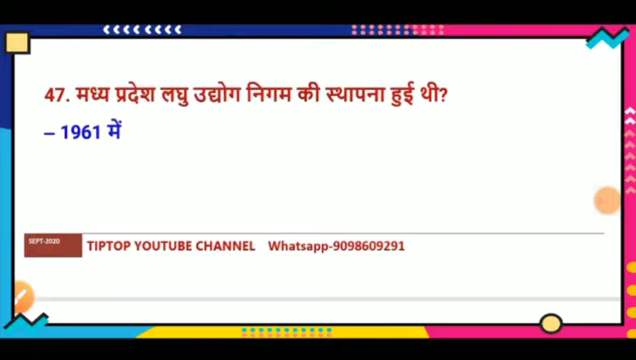 47. मध्य प्रदेश लघु उद्योग निगम की स्थापना हुई थी?
– 1961 में
SEPT-2020
TIPTOP YOUTUBE CHANNEL Whatsapp-9098609291